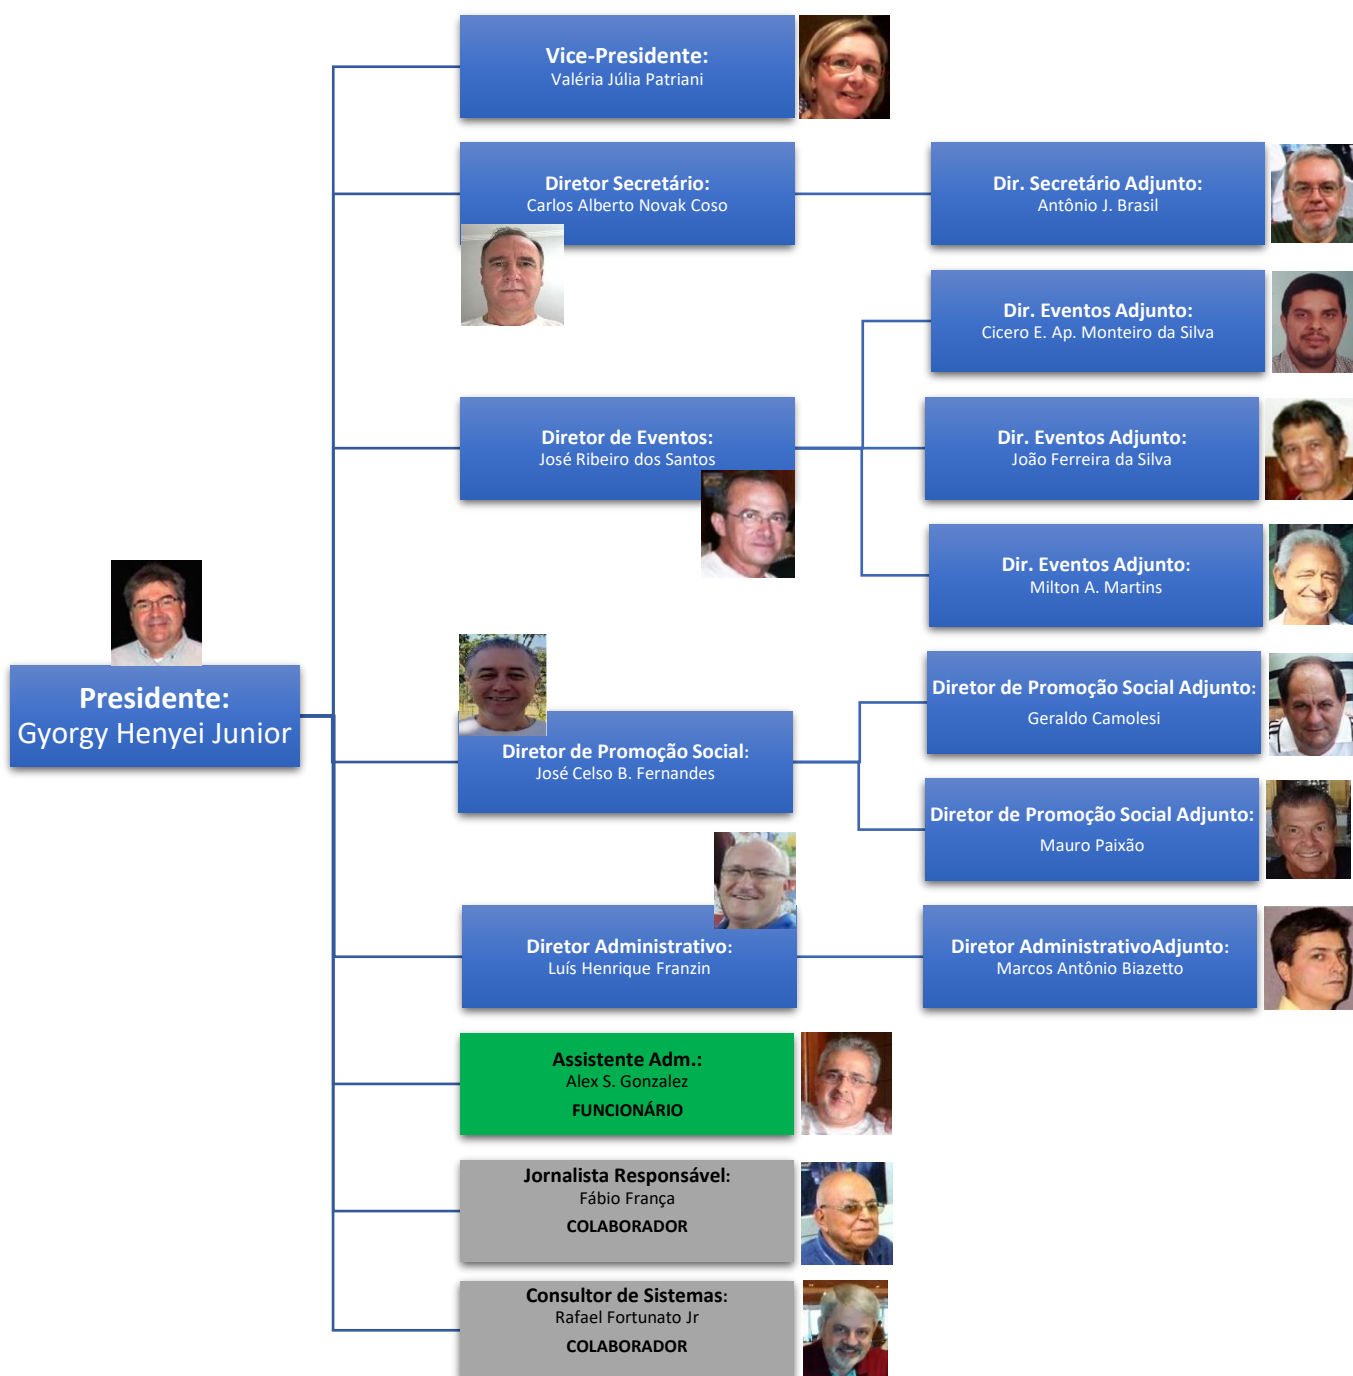 Vice-Presidente:
Valéria Júlia Patriani
Diretor Secretário:
Carlos Alberto Novak Coso
Dir. Secretário Adjunto:
Antônio J. Brasil
Dir. Eventos Adjunto:
Cicero E. Ap. Monteiro da Silva
Diretor de Eventos:
José Ribeiro dos Santos
Dir. Eventos Adjunto:
João Ferreira da Silva
Dir. Eventos Adjunto:
Milton A. Martins
Presidente:
Gyorgy Henyei Junior
Diretor de Promoção Social:
José Celso B. Fernandes
Diretor de Promoção Social Adjunto:
Geraldo Camolesi
Diretor de Promoção Social Adjunto:
Mauro Paixão
Diretor Administrativo:
Luís Henrique Franzin
Diretor AdministrativoAdjunto:
Marcos Antônio Biazetto
Assistente Adm.:
Alex S. Gonzalez
FUNCIONÁRIO
Jornalista Responsável:
Fábio França
COLABORADOR
Consultor de Sistemas:
Rafael Fortunato Jr
COLABORADOR